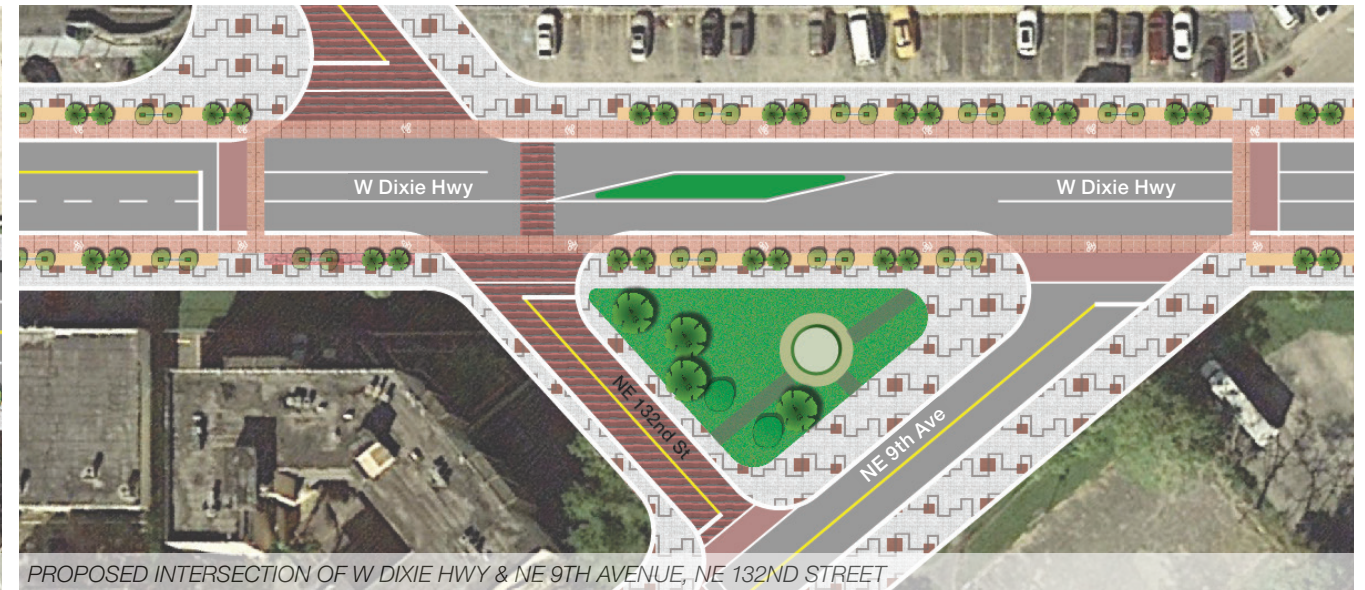 W Dixie Hwy
W Dixie Hwy
NE 132nd St
NE 9th Ave
PROPOSED INTERSECTION OF W DIXIE HWY & NE 9TH AVENUE, NE 132ND STREET